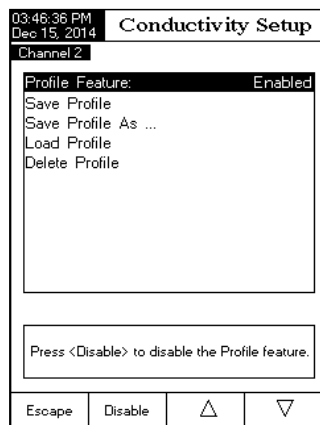 03:46:36 PM
Dec 15, 2014
Conductivity Setup
Channel 2
Profile Feature: Enabled
Save Profile
Save Profile As ...
Load Profile
Delete Profile
Press <Disable> to disable the Profile feature.
Escape Disable △ ▽